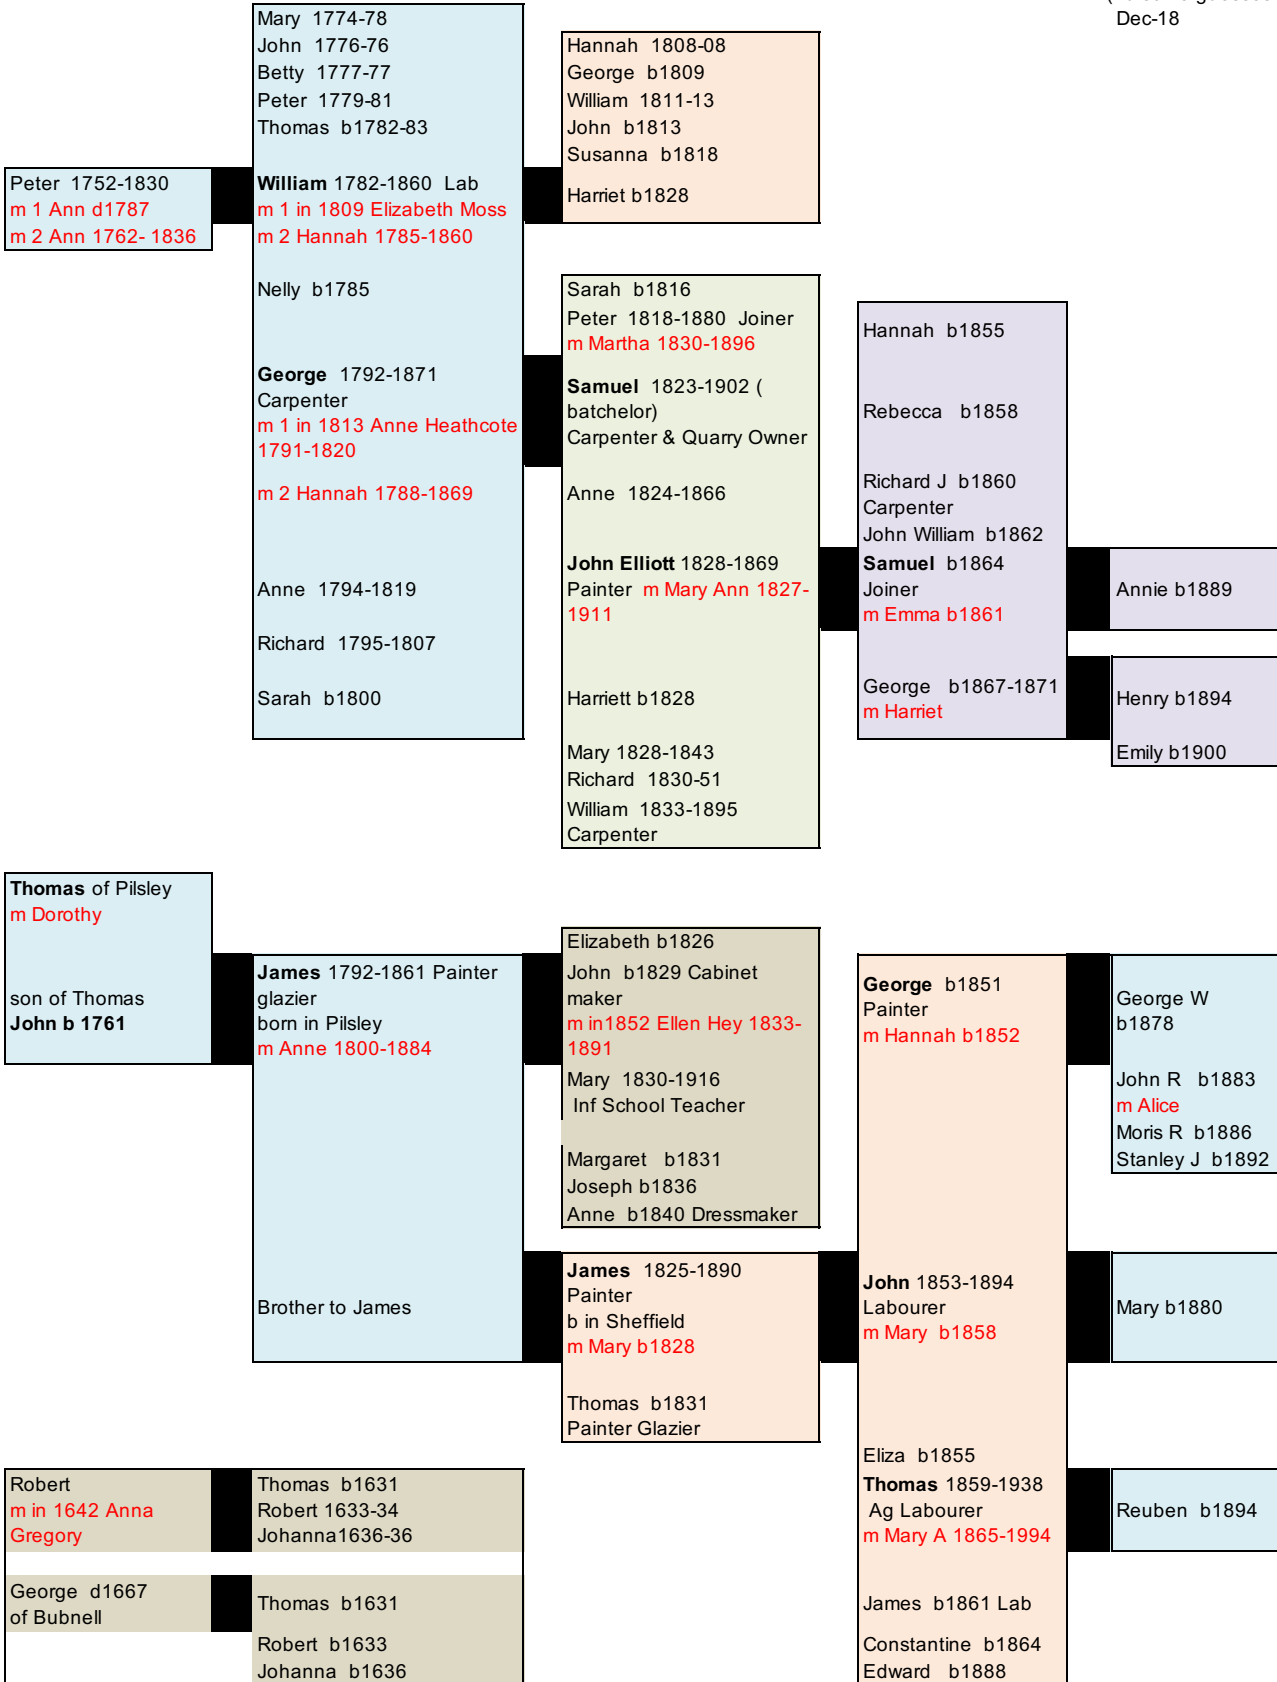 Dec-18
Mary 1774-78
John 1776-76
Betty 1777-77
Peter 1779-81
Thomas b1782-83
Peter 1752-1830
m 1 Ann d1787
m 2 Ann 1762- 1836
William 1782-1860 Lab
m 1 in 1809 Elizabeth Moss
m 2 Hannah 1785-1860
Nelly b1785
George 1792-1871
Carpenter
m 1 in 1813 Anne Heathcote
1791-1820
m 2 Hannah 1788-1869
Anne 1794-1819
Richard 1795-1807
Sarah b1800
Hannah 1808-08
George b1809
William 1811-13
John b1813
Susanna b1818
Harriet b1828
Sarah b1816
Peter 1818-1880 Joiner
m Martha 1830-1896
Samuel 1823-1902 (
batchelor)
Carpenter & Quarry Owner
Anne 1824-1866
John Elliott 1828-1869
Painter m Mary Ann 1827-
1911
Harriett b1828
Mary 1828-1843
Richard 1830-51
William 1833-1895
Carpenter
Hannah b1855
Rebecca b1858
Richard J b1860
Carpenter
John William b1862
Samuel b1864
Joiner
m Emma b1861
George b1867-1871
m Harriet
Annie b1889
Henry b1894
Emily b1900
Thomas of Pilsley
m Dorothy
son of Thomas
John b 1761
James 1792-1861 Painter
glazier
born in Pilsley
m Anne 1800-1884
Brother to James
Elizabeth b1826
John b1829 Cabinet
maker
m in1852 Ellen Hey 1833-
1891
Mary 1830-1916
Inf School Teacher
Margaret b1831
Joseph b1836
Anne b1840 Dressmaker
James 1825-1890
Painter
b in Sheffield
m Mary b1828
Thomas b1831
Painter Glazier
George b1851
Painter
m Hannah b1852
John 1853-1894
Labourer
m Mary b1858
Eliza b1855
Thomas 1859-1938
Ag Labourer
m Mary A 1865-1994
James b1861 Lab
Constantine b1864
Edward b1888
George W
b1878
John R b1883
m Alice
Moris R b1886
Stanley J b1892
Mary b1880
Reuben b1894
Robert
m in 1642 Anna
Gregory
Thomas b1631
Robert 1633-34
Johanna1636-36
George d1667
of Bubnell
Thomas b1631
Robert b1633
Johanna b1636